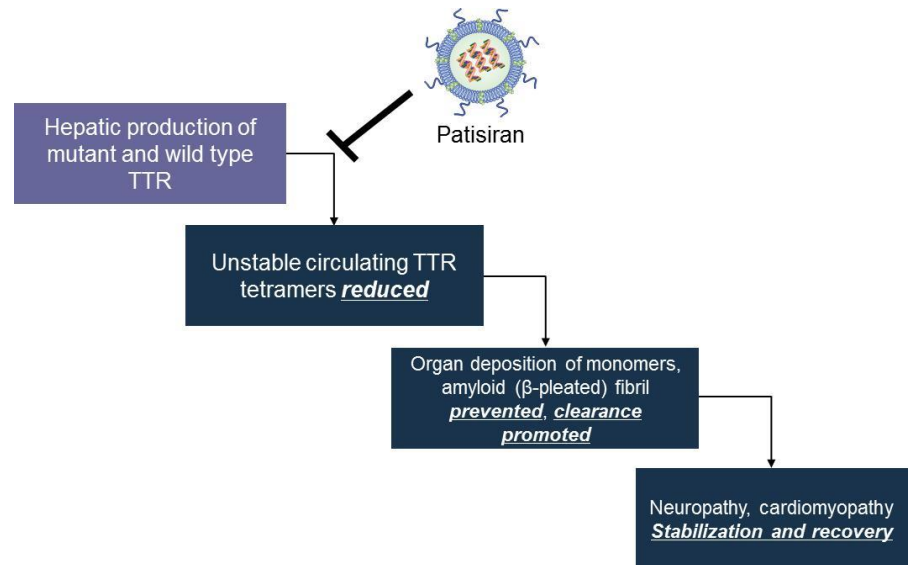 Patisiran
Hepatic production of
mutant and wild type
TTR
Unstable circulating TTR
tetramers reduced
Organ deposition of monomers,
amyloid (β-pleated) fibril
prevented, clearance
promoted
Neuropathy, cardiomyopathy
Stabilization and recovery